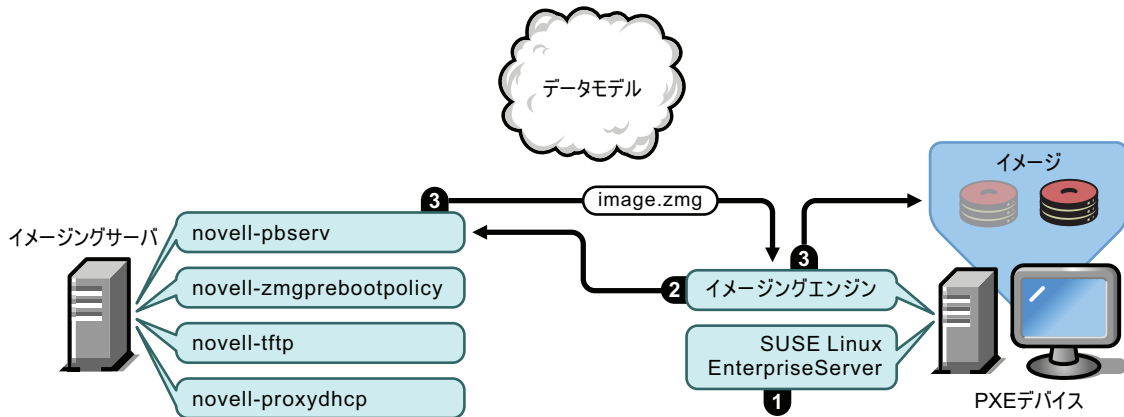 データモデル
イメージ
3
image.zmg
イメージングサーバ
novell-pbserv
3
2
イメージングエンジン
novell-zmgprebootpolicy
novell-tftp
SUSE Linux
EnterpriseServer
novell-proxydhcp
1
PXEデバイス